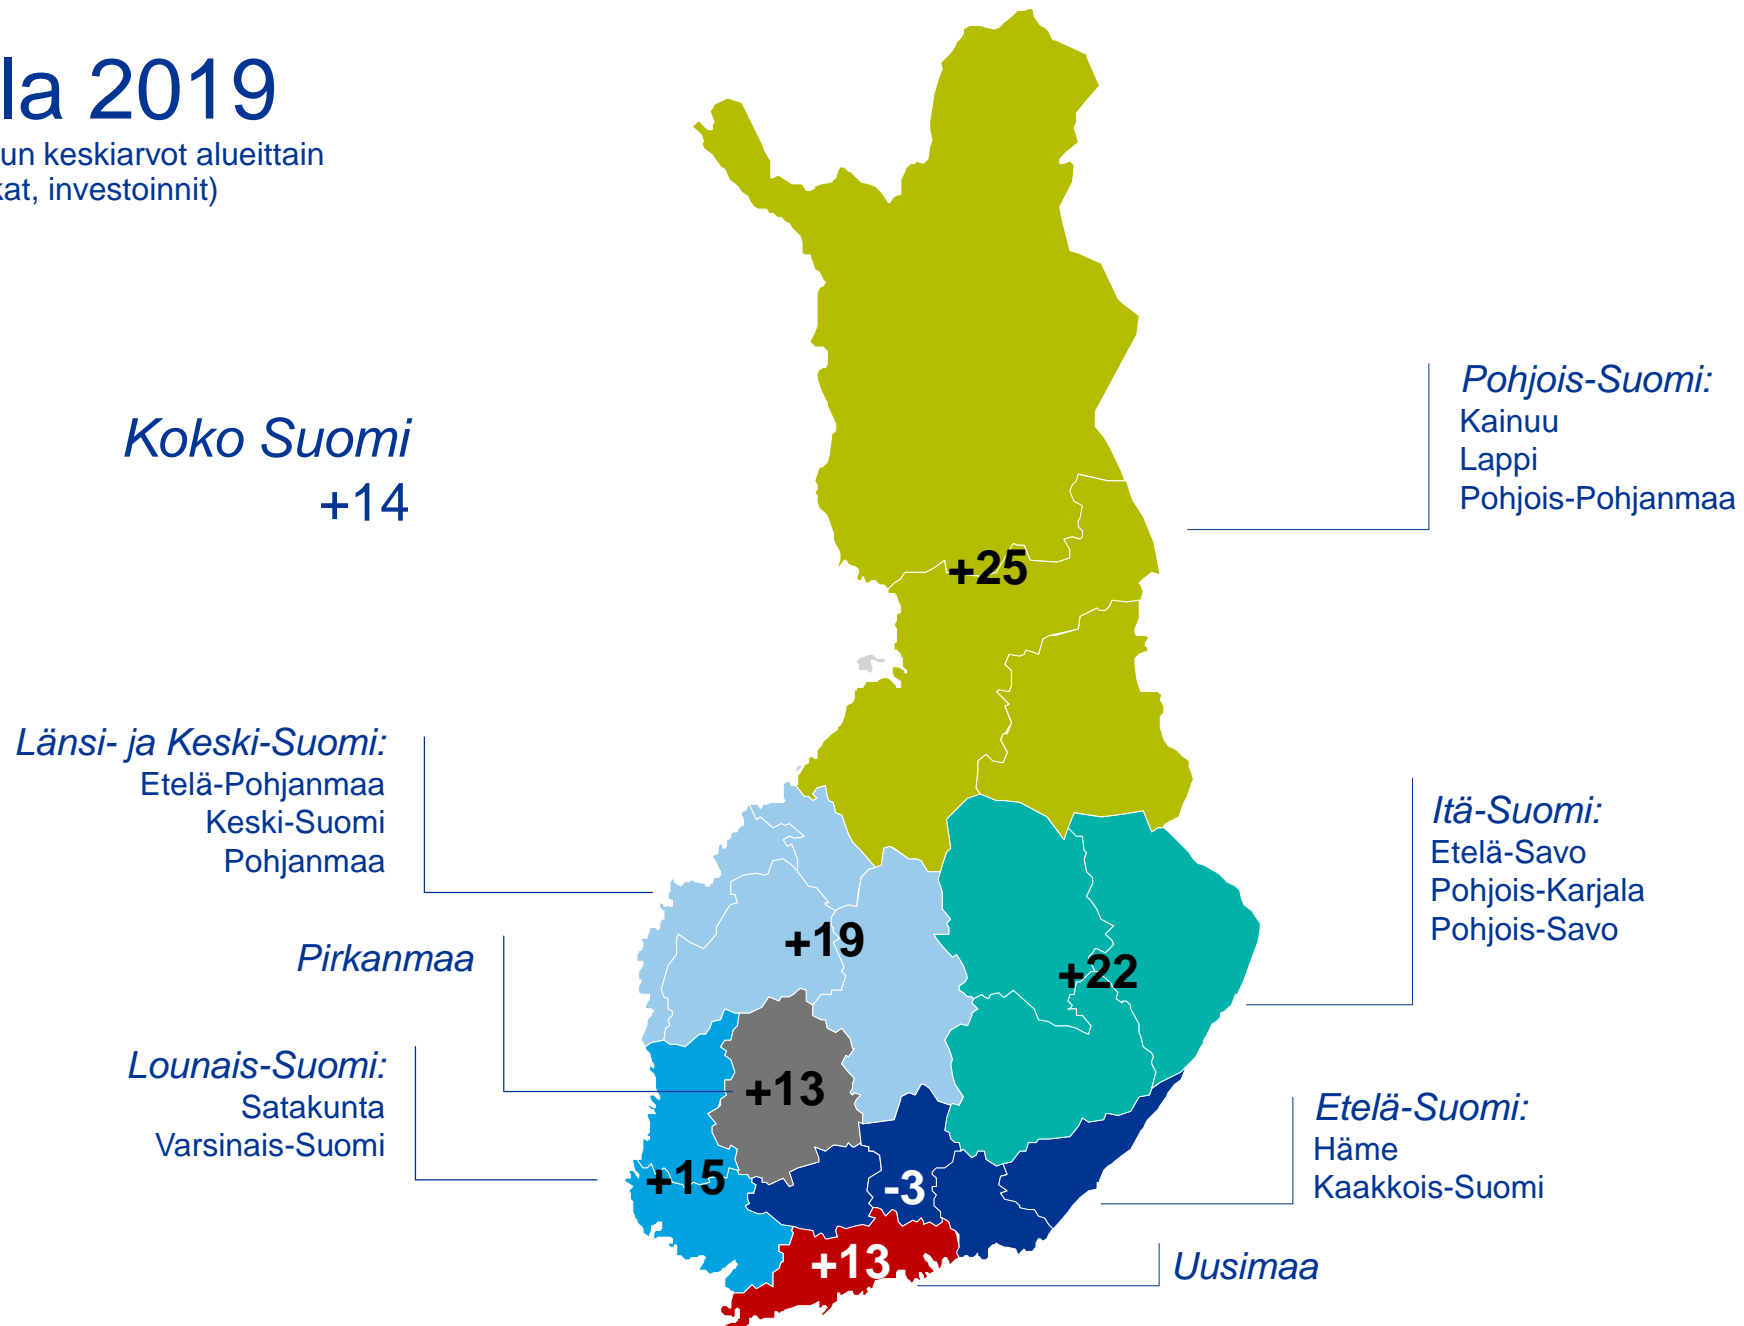 la 2019
un keskiarvot alueittain
kat, investoinnit)
Koko Suomi
+14
Pohjois-Suomi:
Kainuu
Lappi
Pohjois-Pohjanmaa
+25
Länsi- ja Keski-Suomi:
Etelä-Pohjanmaa
Keski-Suomi
Pohjanmaa
+19
Itä-Suomi:
Etelä-Savo
Pohjois-Karjala
Pohjois-Savo
+22
Pirkanmaa
+13
Lounais-Suomi:
Satakunta
Varsinais-Suomi
+15
Etelä-Suomi:
Häme
Kaakkois-Suomi
-3
Uusimaa
+13